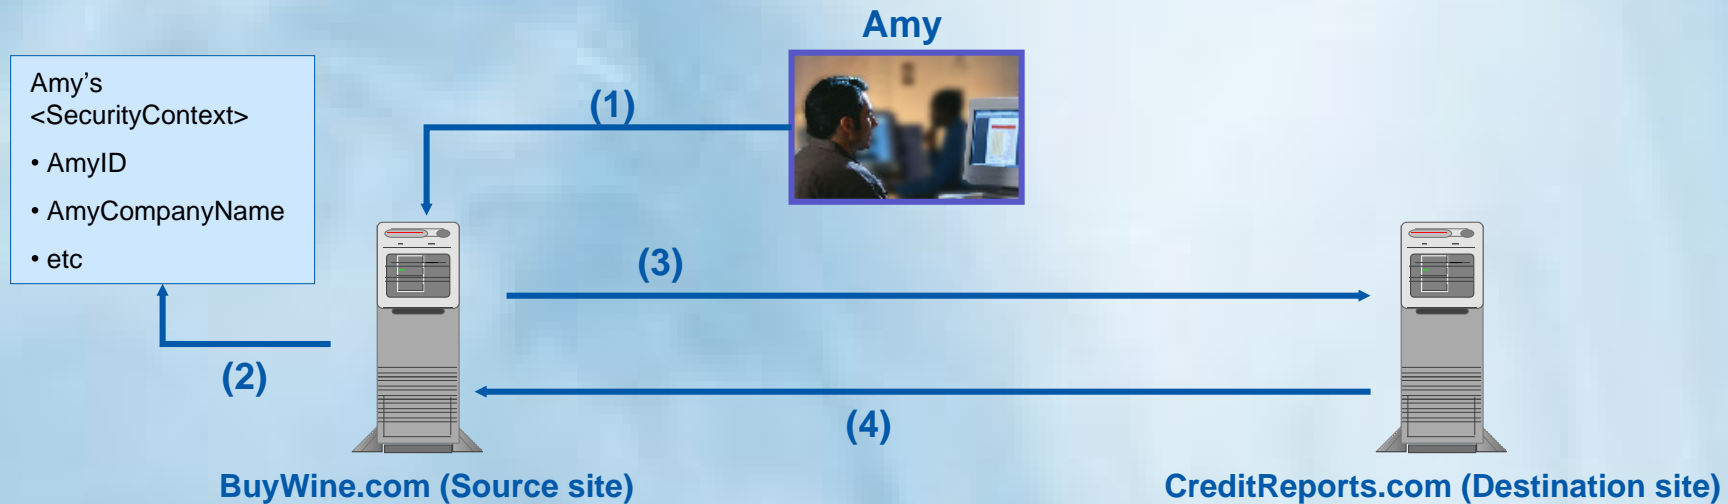 Amy
Amy's
<SecurityContext>
• AmyID
• AmyCompanyName
• etc
(1)
(2)
(3)
(4)
BuyWine.com (Source site)
CreditReports.com (Destination site)